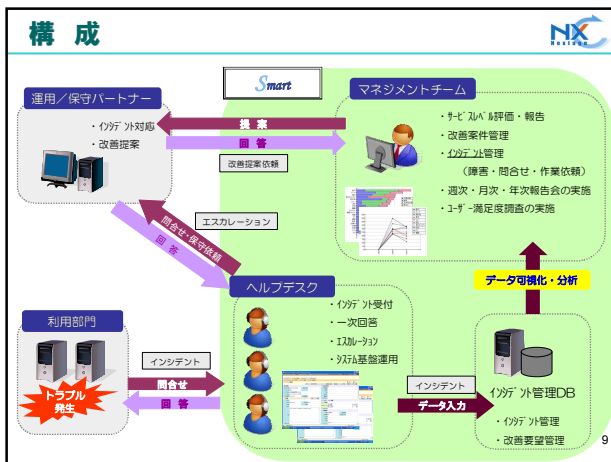 構 成
NX
Nextage
Smart
運用／保守パートナー
・インシデント対応
・改善提案
提 案
回 答
改善提案依頼
マネジメントチーム
・サービスレベル評価・報告
・改善案件管理
・インシデント管理
（障害・問合せ・作業依頼）
・週次・月次・年次報告会の実施
・ユーザー満足度調査の実施
エスカレーション
問合せ・保守依頼
回 答
データ可視化・分析
ヘルプデスク
・インシデント受付
・一次回答
・エスカレーション
・システム基盤運用
利用部門
トラブル
発生
インシデント
問合せ
回 答
インシデント
データ入力
インシデント管理DB
・インシデント管理
・改善要望管理
9